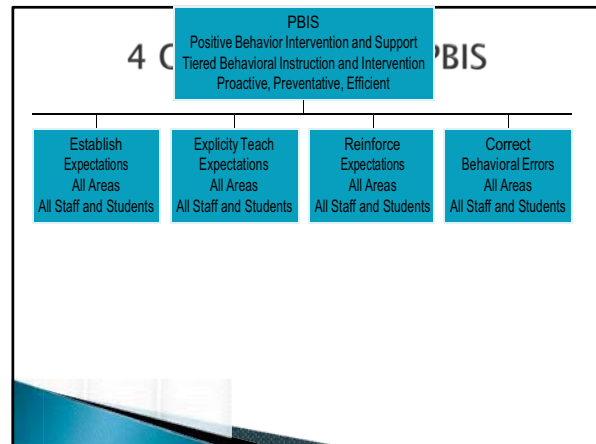 PBIS
Positive Behavior Intervention and Support
4 C
Tiered Behavioral Instruction and Intervention
PBIS
Proactive, Preventative, Efficient
Establish
Expectations
All Areas
All Staff and Students
Explicity Teach
Expectations
All Areas
All Staff and Students
Reinforce
Expectations
All Areas
All Staff and Students
Correct
Behavioral Errors
All Areas
All Staff and Students